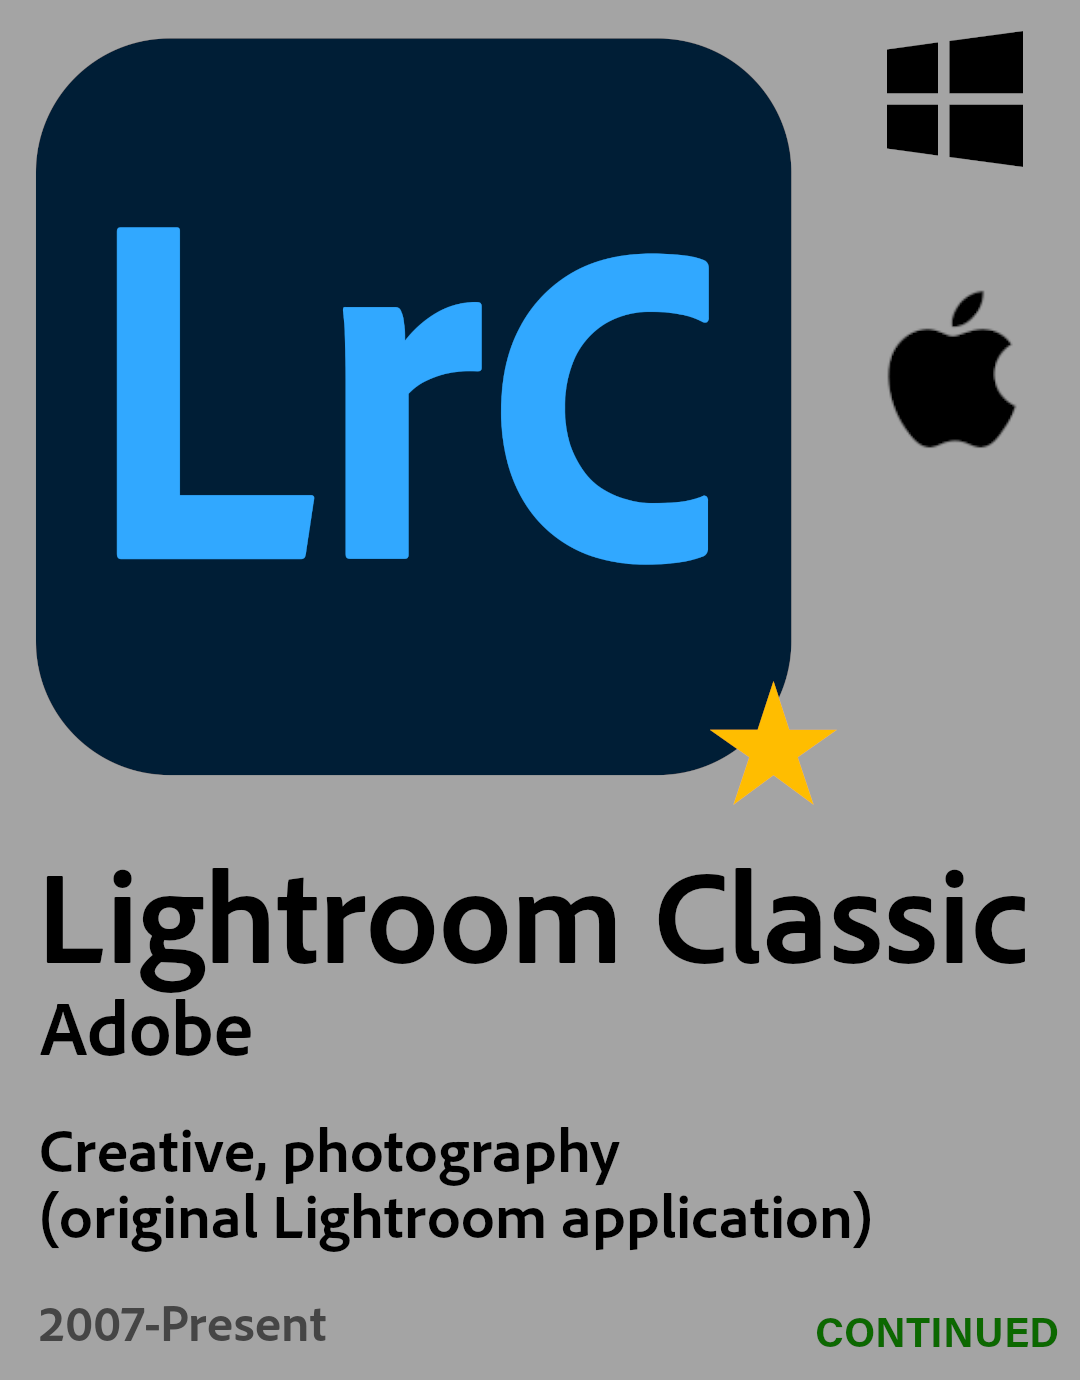 LrC
Lightroom Classic
Adobe
Creative, photography
(original Lightroom application)
2007-Present
CONTINUED